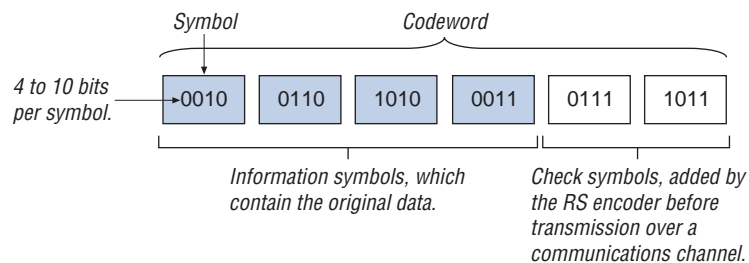 Symbol
Codeword
4 to 10 bits
per symbol.
0010 0110 1010 0011 0111 1011
Information symbols, which
contain the original data.
Check symbols, added by
the RS encoder before
transmission over a
communications channel.